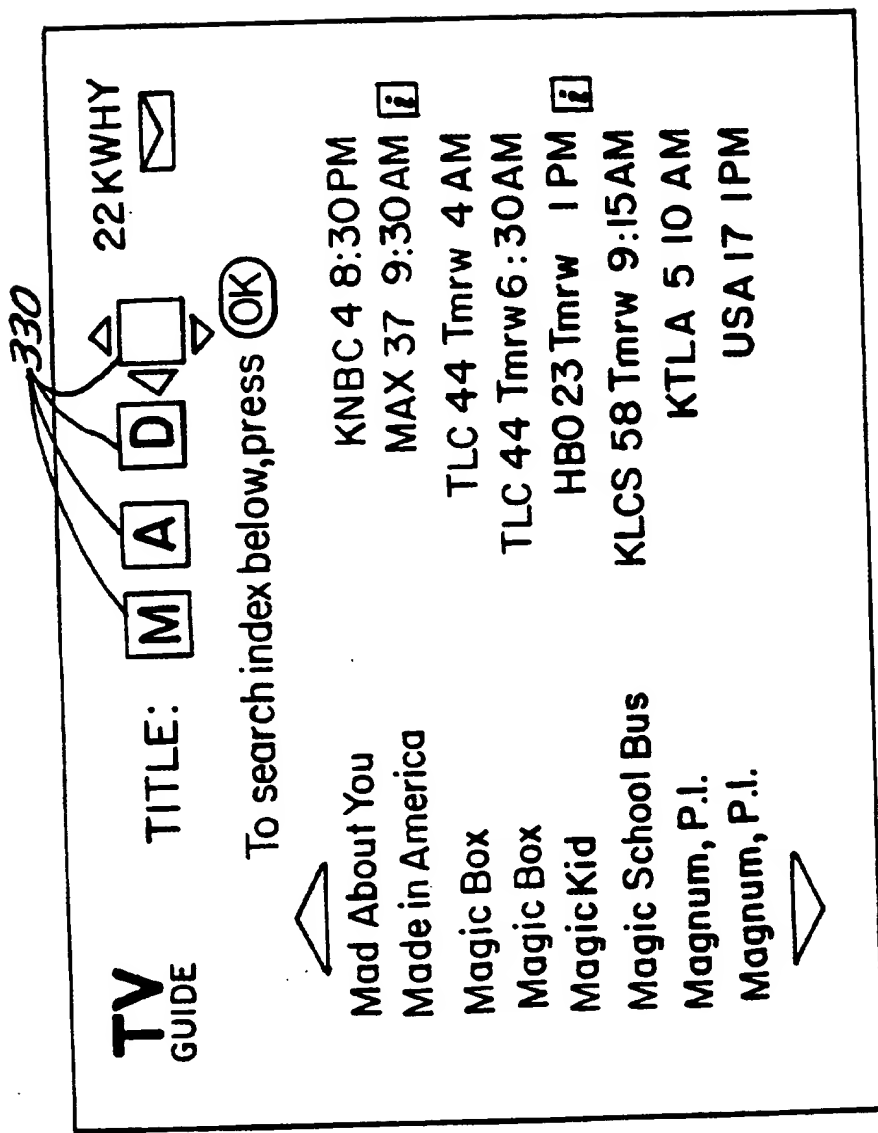 330
TV GUIDE TITLE: M A D 22 KWHY
To search index below, press OK
Mad About You KNBC 4 8:30PM
Made in America MAX 37 9:30AM i
Magic Box TLC 44 Tmrw 4 AM
Magic Box TLC 44 Tmrw 6:30AM
Magic Kid HBO 23 Tmrw 1PM i
Magic School Bus KLCS 58 Tmrw 9:15AM
Magnum, P.I. KTLA 5 10 AM
Magnum, P.I. USA 17 1PM